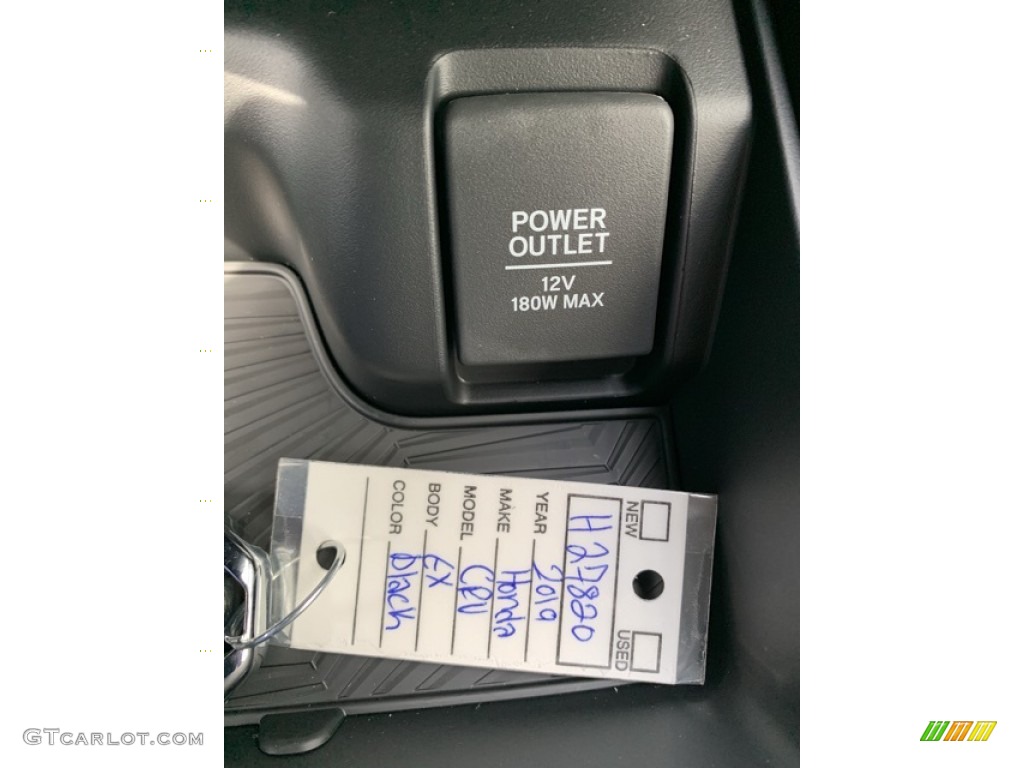 POWER
OUTLET
12V
180W MAX
NEW
USED
H27820
YEAR 2019
MAKE Honda
MODEL CRV
BODY EX
COLOR black
GTCARLOT.COM